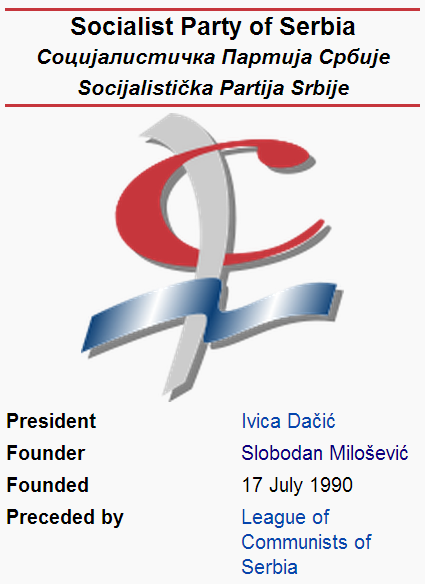 Socialist Party of Serbia
Социјалистичка Партија Србије
Socijalistička Partija Srbije
President Ivica Dačić
Founder Slobodan Milošević
Founded 17 July 1990
Preceded by League of
Communists of
Serbia